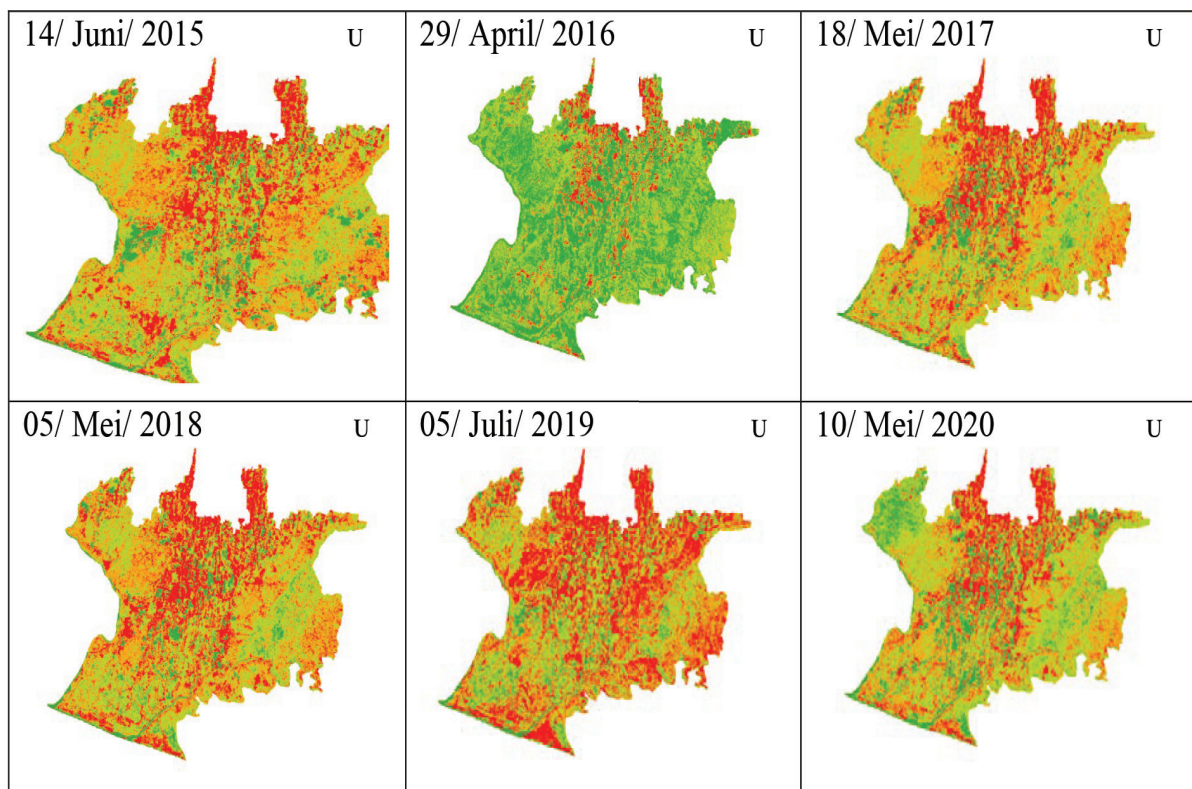 14/ Juni/ 2015 U
29/ April/ 2016 U
18/ Mei/ 2017 U
05/ Mei/ 2018 U
05/ Juli/ 2019 U
10/ Mei/ 2020 U